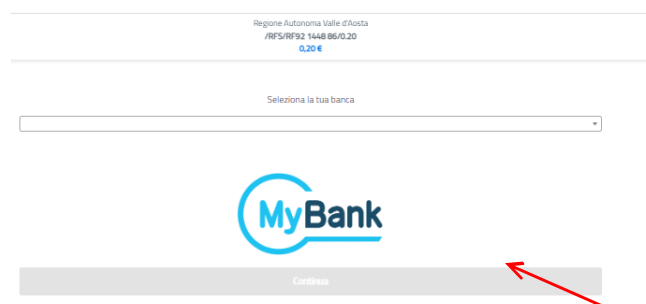 Regione Autonoma Valle d'Aosta
/RFS/RF92 1448 86/0.20
0,20 €
Seleziona la tua banca
MyBank
Continua